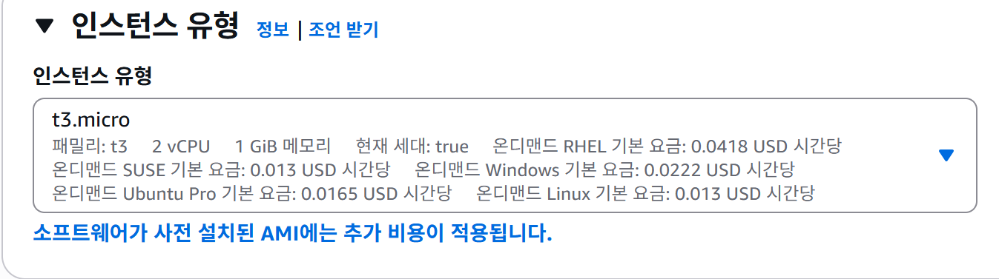 인스턴스 유형 정보 | 조언 받기
인스턴스 유형
t3.micro
패밀리: t3 2 vCPU 1 GiB 메모리 현재 세대: true 온디맨드 RHEL 기본 요금: 0.0418 USD 시간당
온디맨드 SUSE 기본 요금: 0.013 USD 시간당 온디맨드 Windows 기본 요금: 0.0222 USD 시간당
온디맨드 Ubuntu Pro 기본 요금: 0.0165 USD 시간당 온디맨드 Linux 기본 요금: 0.013 USD 시간당
소프트웨어가 사전 설치된 AMI에는 추가 비용이 적용됩니다.